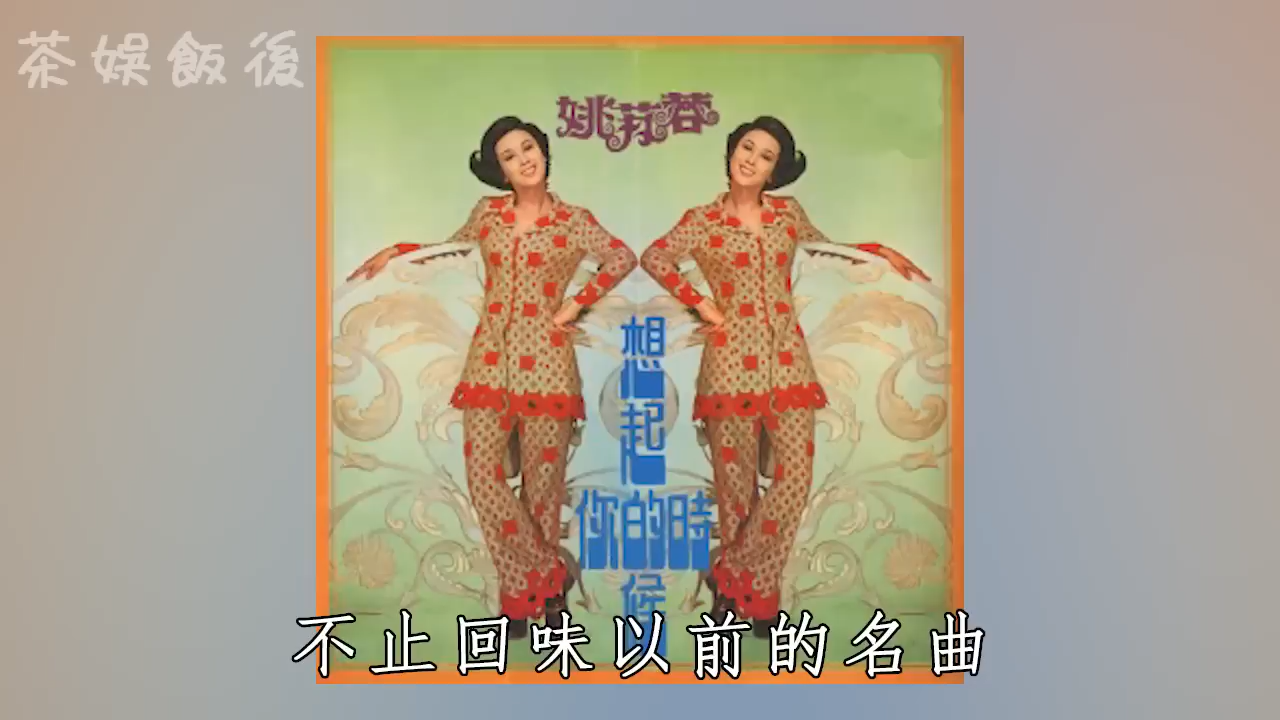 茶娛飯後
姚莉蓉
想起
你的時
候
不止回味以前的名曲